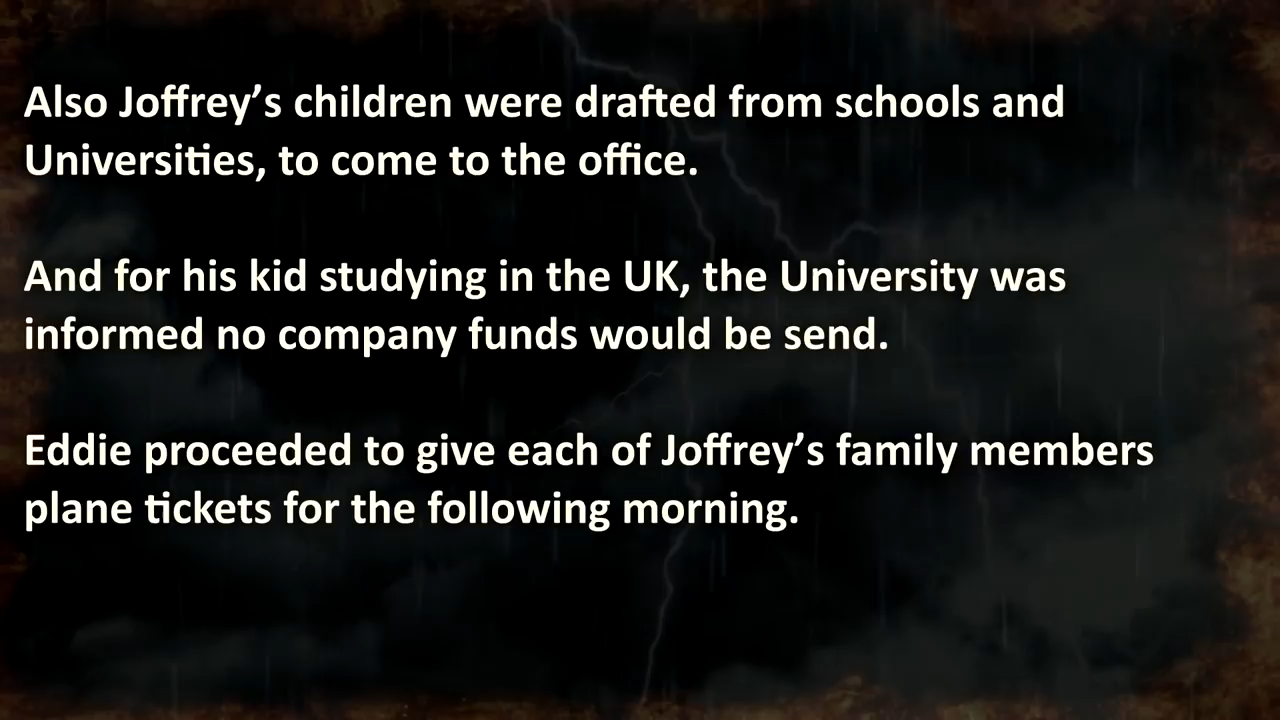 Also Joffrey’s children were drafted from schools and
Universities, to come to the office.
And for his kid studying in the UK, the University was
informed no company funds would be send.
Eddie proceeded to give each of Joffrey’s family members
plane tickets for the following morning.